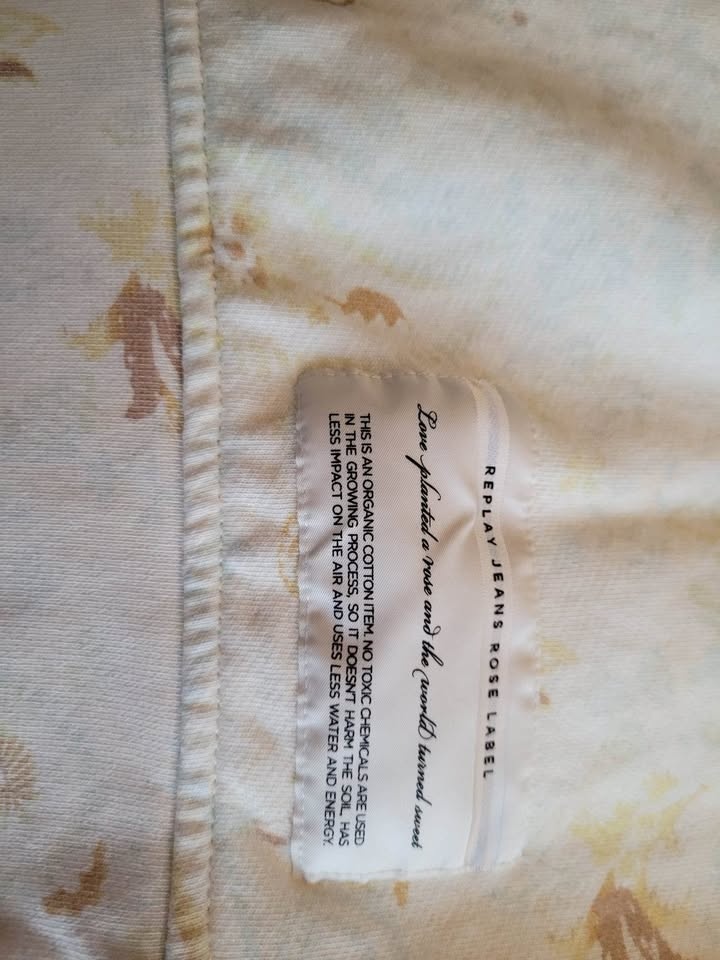 REPLAY JEANS ROSE LABEL
Love planted a rose and the world turned sweet
THIS IS AN ORGANIC COTTON ITEM. NO TOXIC CHEMICALS ARE USED
IN THE GROWING PROCESS, SO IT DOESN'T HARM THE SOIL, HAS
LESS IMPACT ON THE AIR AND USES LESS WATER AND ENERGY.